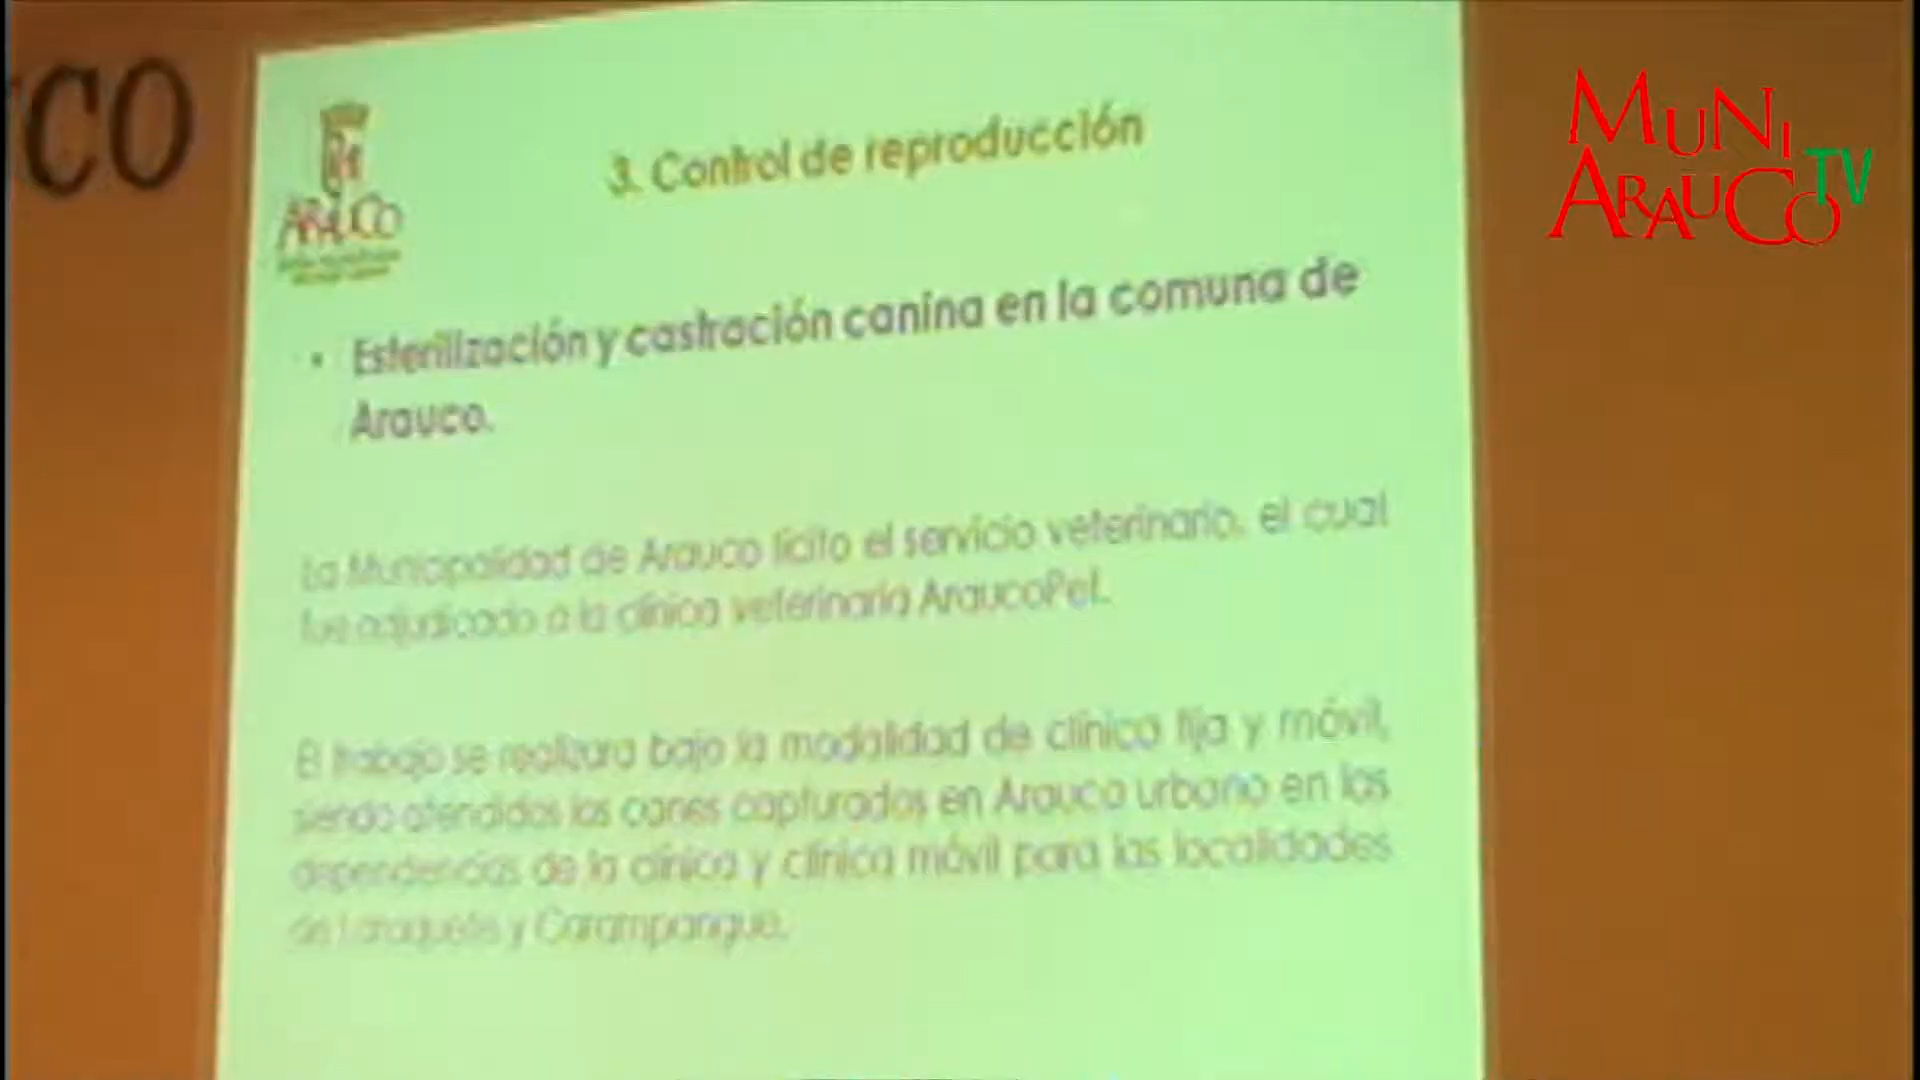 CO
MUNI
ARAUCO TV
ARAUCO
3. Control de reproducción
• Esterilización y castración canina en la comuna de
Arauco.
La Municipalidad de Arauco licito el servicio veterinario, el cual
fue adjudicado a la clínica veterinaria AraucoPet.
El trabajo se realizara bajo la modalidad de clínica fija y móvil,
siendo atendidos los canes capturados en Arauco urbano en las
dependencias de la clínica y clínica móvil para las localidades
de Laraquete y Carampangue.